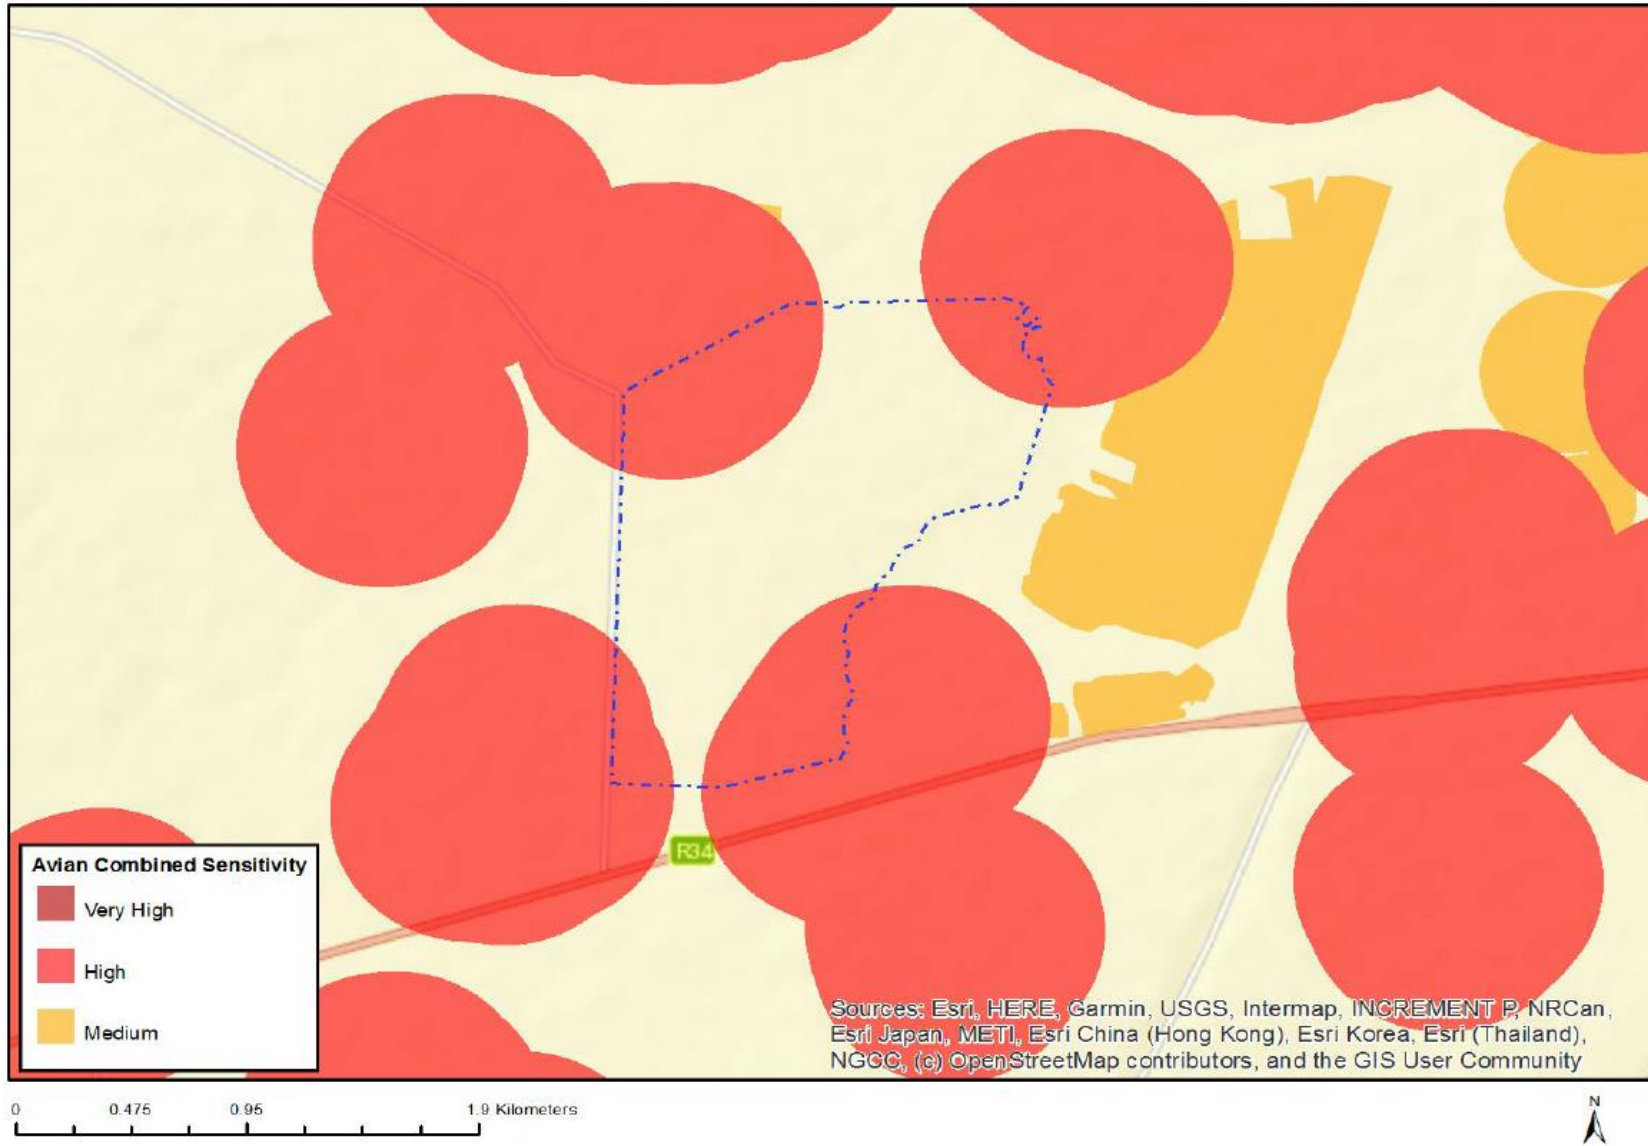 R34
Avian Combined Sensitivity
Very High
High
Medium
Sources: Esri, HERE, Garmin, USGS, Intermap, INCREMENT P, NRCan,
Esri Japan, METI, Esri China (Hong Kong), Esri Korea, Esri (Thailand),
NGCC, (c) OpenStreetMap contributors, and the GIS User Community
0 0.475 0.95 1.9 Kilometers
N